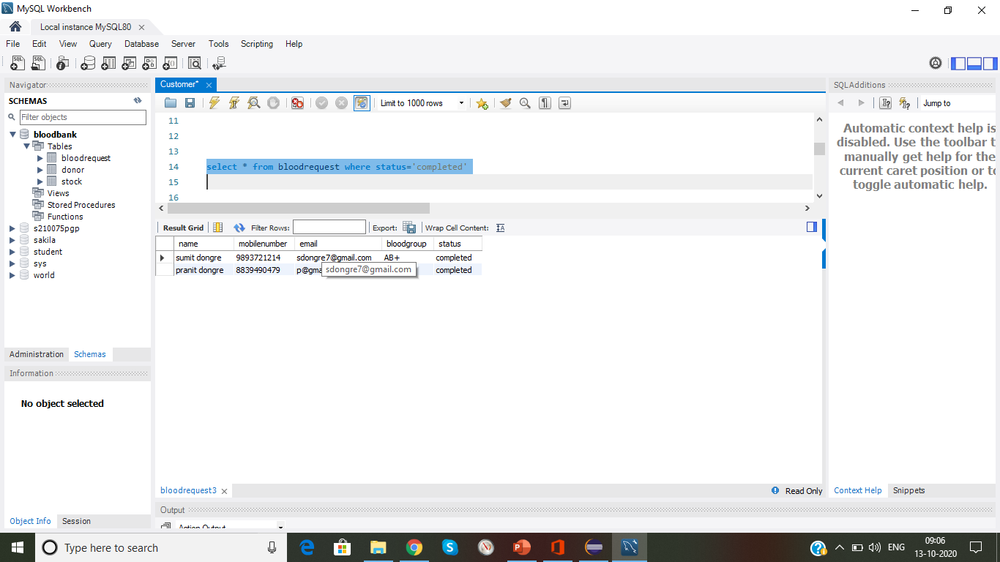 MySQL Workbench
Local instance MySQL80
File Edit View Query Database Server Tools Scripting Help
Navigator
SCHEMAS
Filter objects
bloodbank
Tables
bloodrequest
donor
stock
Views
Stored Procedures
Functions
s210075pgp
sakila
student
sys
world
Administration Schemas
Information
No object selected
Object Info Session
Customer*
Limit to 1000 rows
11
12
13
14 select * from bloodrequest where status='completed'
15
16
Result Grid Filter Rows: Export: Wrap Cell Content:
name mobilenumber email bloodgroup status
sumit dongre 9893721214 sdongre7@gmail.com AB+ completed
pranit dongre 8839490479 p@gma completed
sdongre7@gmail.com
bloodrequest3 Read Only
Output
Action Output
SQLAdditions
Jump to
Automatic context help is
disabled. Use the toolbar t
manually get help for the
current caret position or to
toggle automatic help.
Context Help Snippets
Type here to search
ENG
09:06
13-10-2020